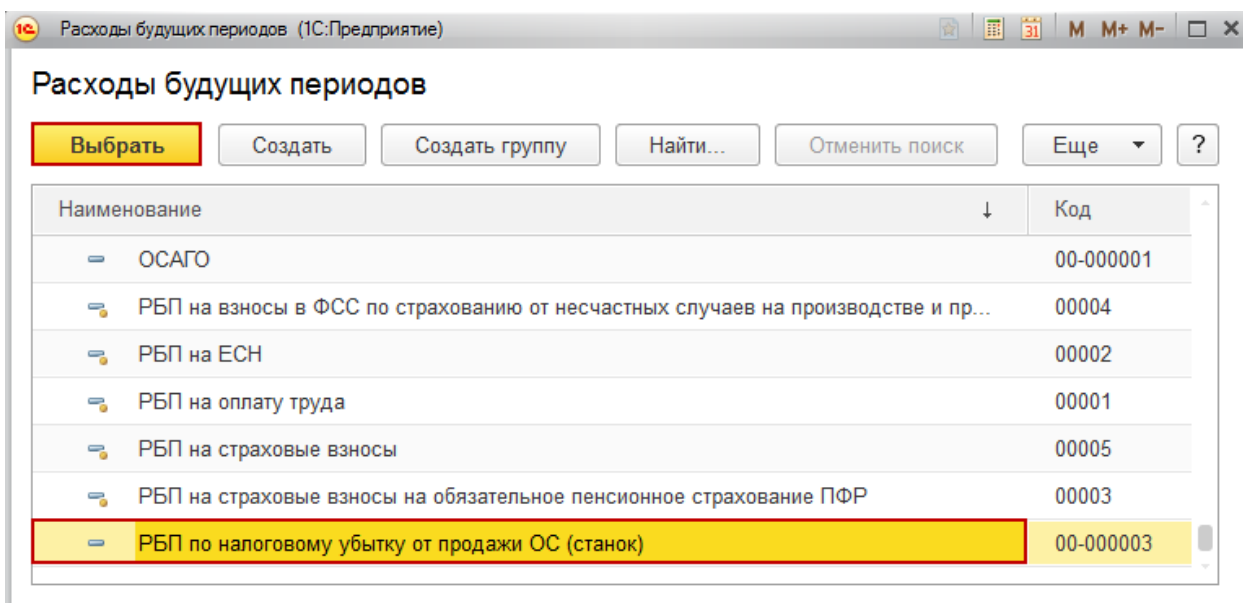 Расходы будущих периодов (1С:Предприятие) 31 M M+ M-
Расходы будущих периодов
Выбрать Создать Создать группу Найти... Отменить поиск Еще ?
Наименование ↓ Код
ОСАГО 00-000001
РБП на взносы в ФСС по страхованию от несчастных случаев на производстве и пр... 00004
РБП на ЕСН 00002
РБП на оплату труда 00001
РБП на страховые взносы 00005
РБП на страховые взносы на обязательное пенсионное страхование ПФР 00003
РБП по налоговому убытку от продажи ОС (станок) 00-000003